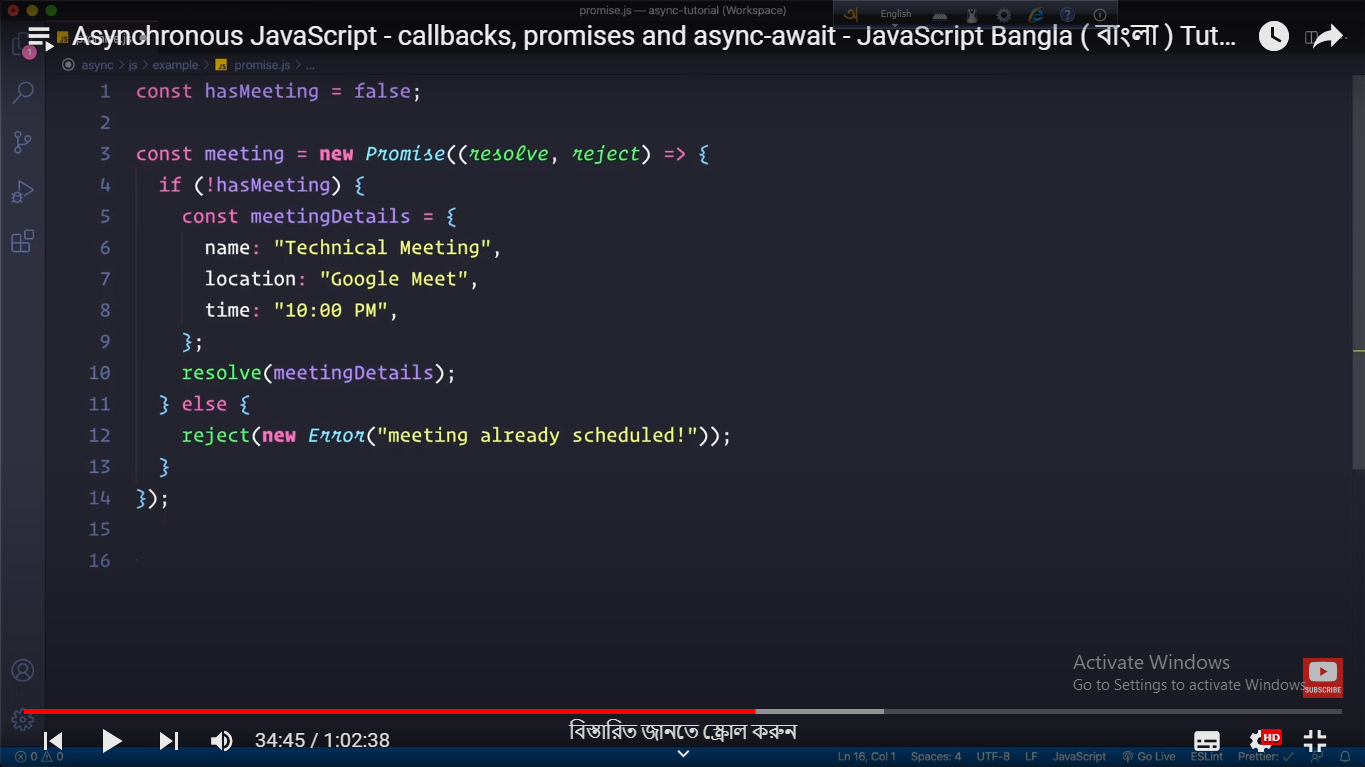 promise.js — async-tutorial (Workspace)
English
Asynchronous JavaScript - callbacks, promises and async-await - JavaScript Bangla ( বাংলা ) Tut...
1
async > js > example > JS promise.js > ...
1 const hasMeeting = false;
2
3 const meeting = new Promise((resolve, reject) => {
4 if (!hasMeeting) {
5 const meetingDetails = {
6 name: "Technical Meeting",
7 location: "Google Meet",
8 time: "10:00 PM",
9 };
10 resolve(meetingDetails);
11 } else {
12 reject(new Error("meeting already scheduled!"));
13 }
14 });
15
16
Activate Windows
Go to Settings to activate Windows
SUBSCRIBE
34:45 / 1:02:38
বিস্তারিত জানতে স্ক্রোল করুন
HD
0 0
Ln 16, Col 1 Spaces: 4 UTF-8 LF JavaScript Go Live ESLint Prettier: ✓